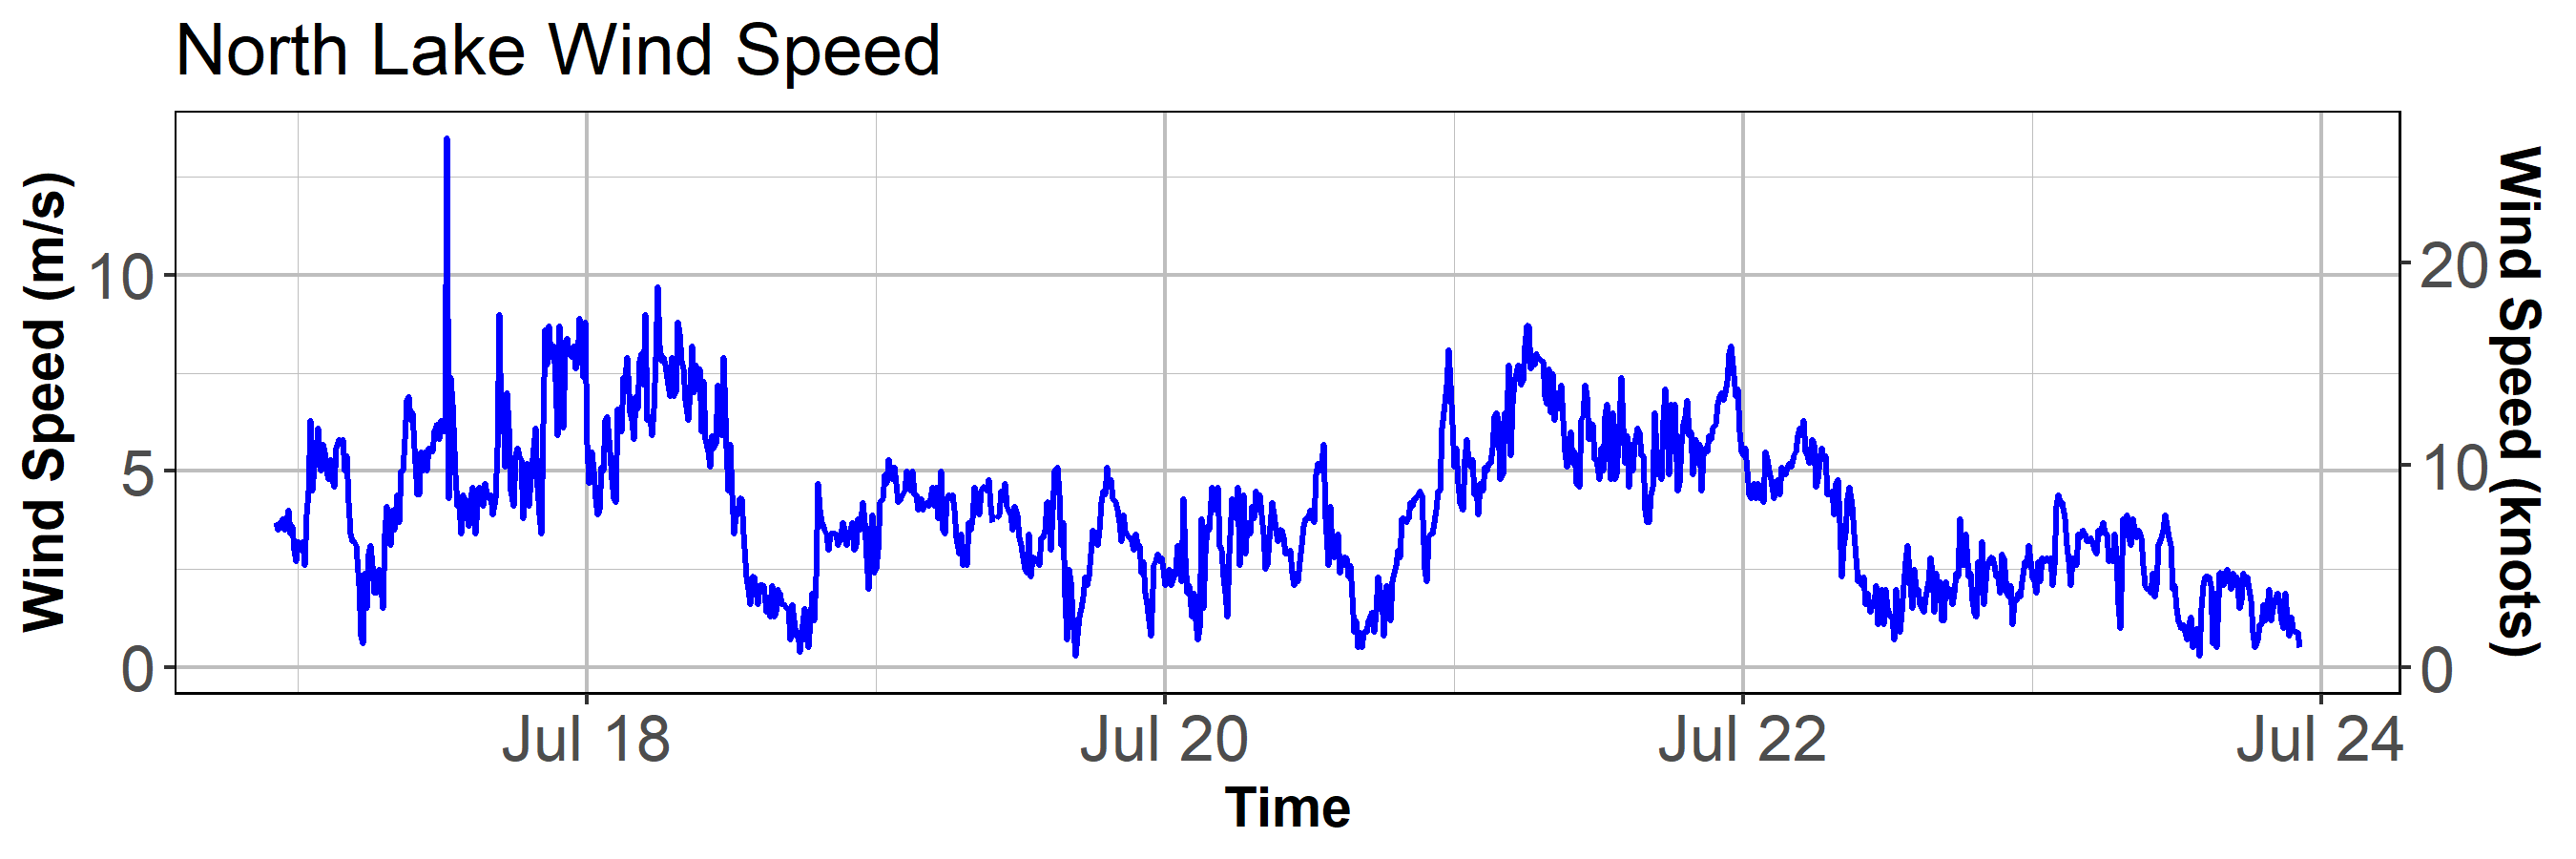 North Lake Wind Speed
Wind Speed (m/s)
10
5
0
20
10
0
Wind Speed (knots)
Jul 18
Jul 20
Jul 22
Jul 24
Time